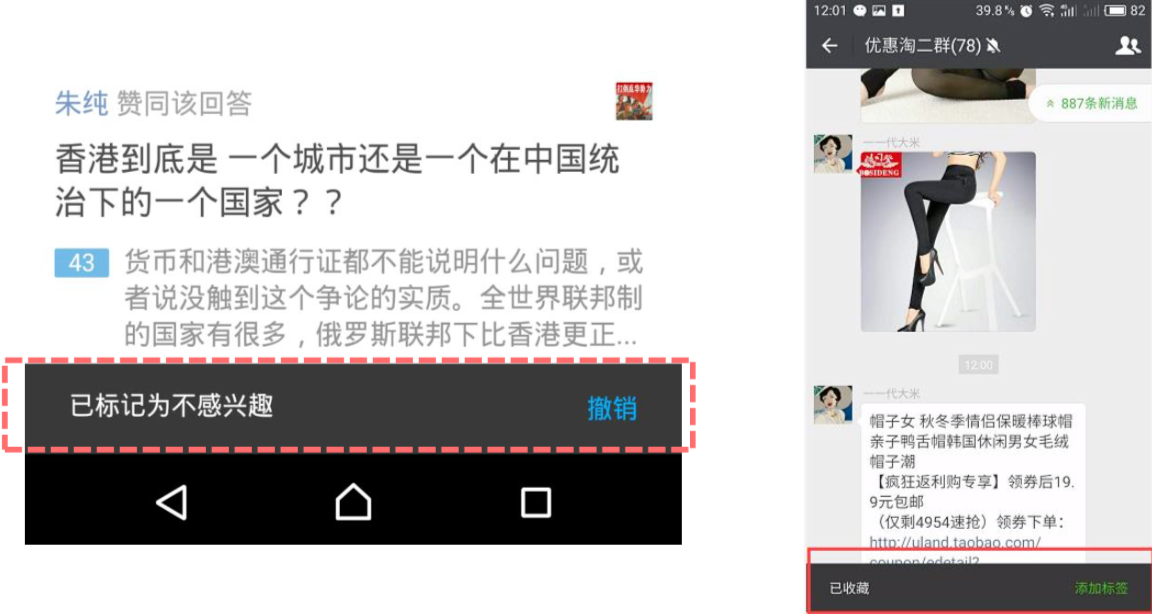 朱纯 赞同该回答
香港到底是 一个城市还是一个在中国统
治下的一个国家？？
43
货币和港澳通行证都不能说明什么问题，或
者说没触到这个争论的实质。全世界联邦制
的国家有很多，俄罗斯联邦下比香港更正...
已标记为不感兴趣
撤销
12:01
39.8%
82
优惠淘二群(78)
887条新消息
一一代大米
BOSIDENG
12:00
一一代大米
帽子女 秋冬季情侣保暖棒球帽
亲子鸭舌帽韩国休闲男女毛绒
帽子潮
【疯狂返利购专享】领券后19.
9元包邮
（仅剩4954速抢）领券下单：
http://uland.taobao.com/
coupon/edetail?
已收藏
添加标签